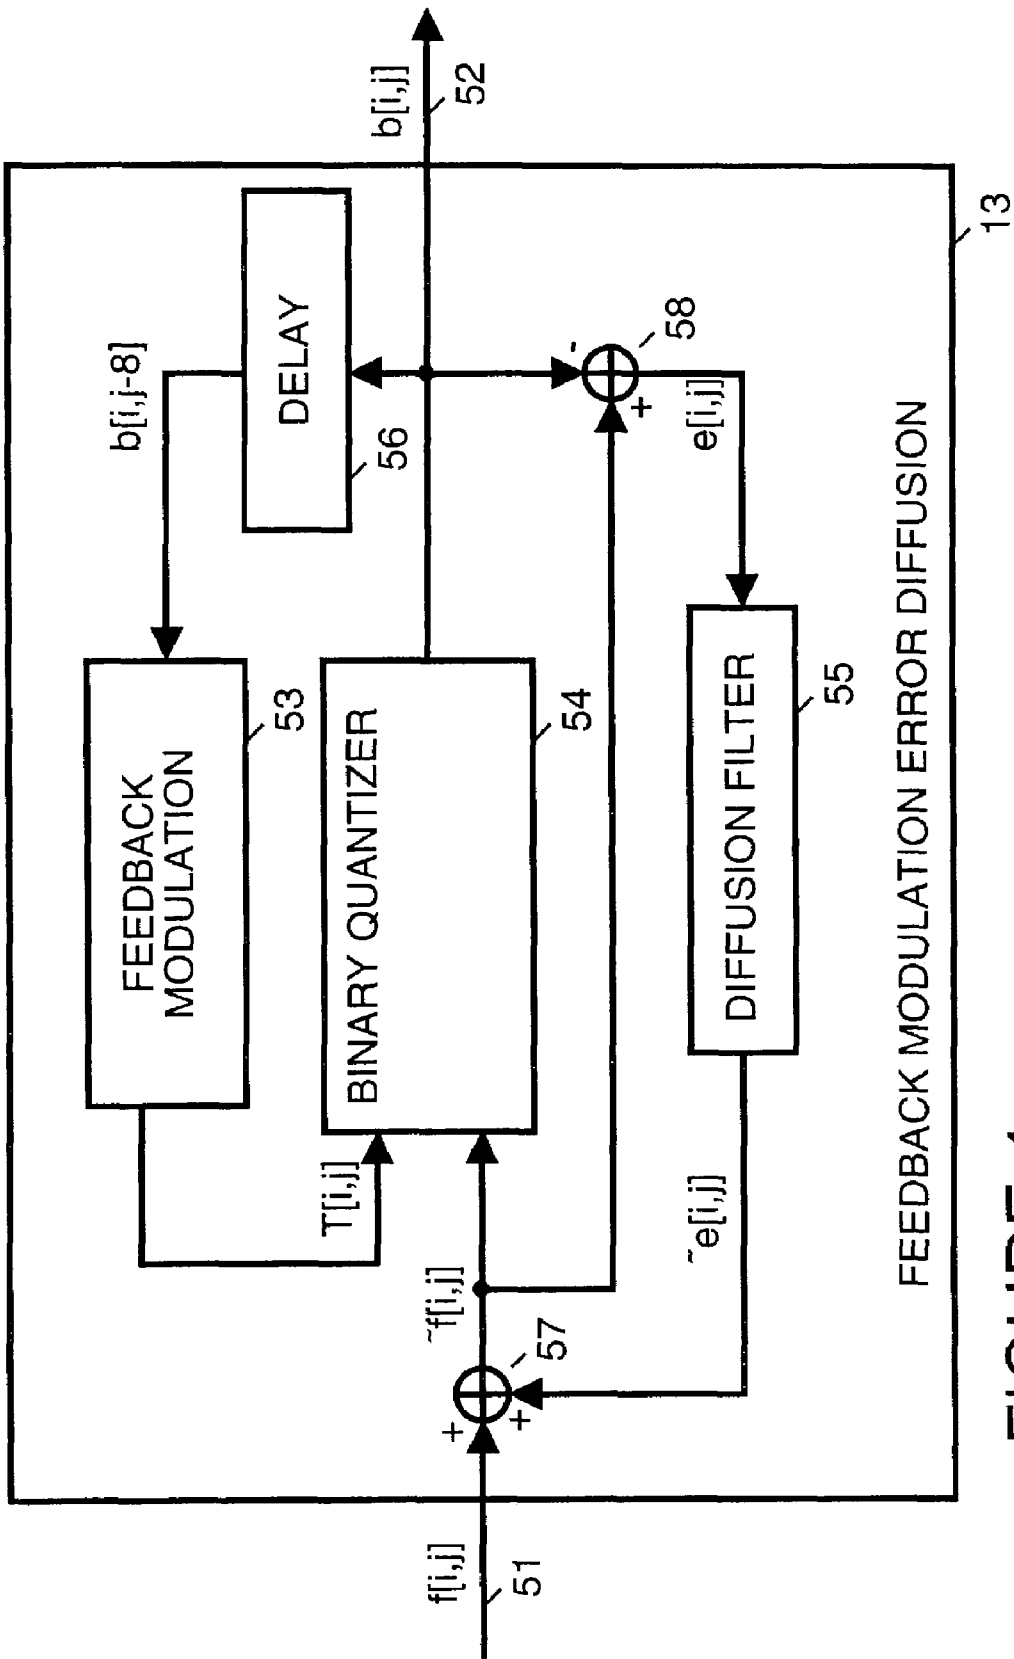 b[i,j-8]
FEEDBACK
MODULATION
53
DELAY
56
T[i,j]
BINARY QUANTIZER
54
b[i,j]
52
f[i,j]
51
+
+
57
~f[i,j]
-
+
58
e[i,j]
DIFFUSION FILTER
55
~e[i,j]
FEEDBACK MODULATION ERROR DIFFUSION
13
FIGURE